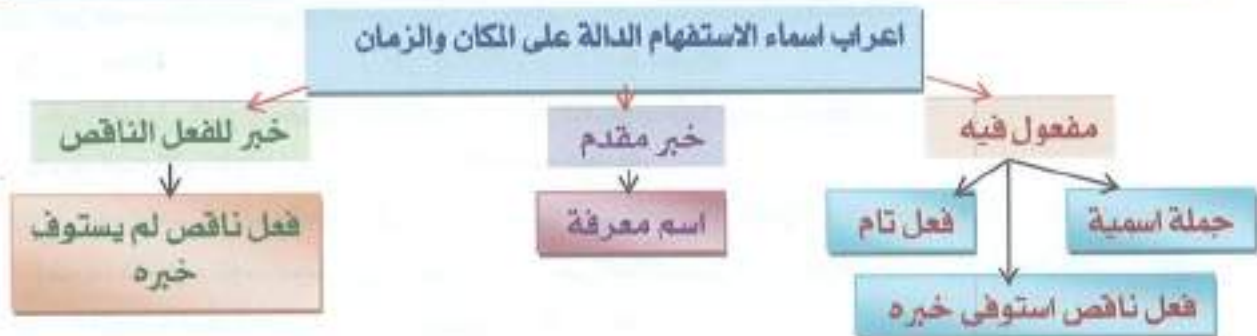 اعراب اسماء الاستفهام الدالة على المكان والزمان
مفعول فيه
خبر مقدم
خبر للفعل الناقص
جملة اسمية
فعل تام
فعل ناقص استوفى خبره
اسم معرفة
فعل ناقص لم يستوف
خبره